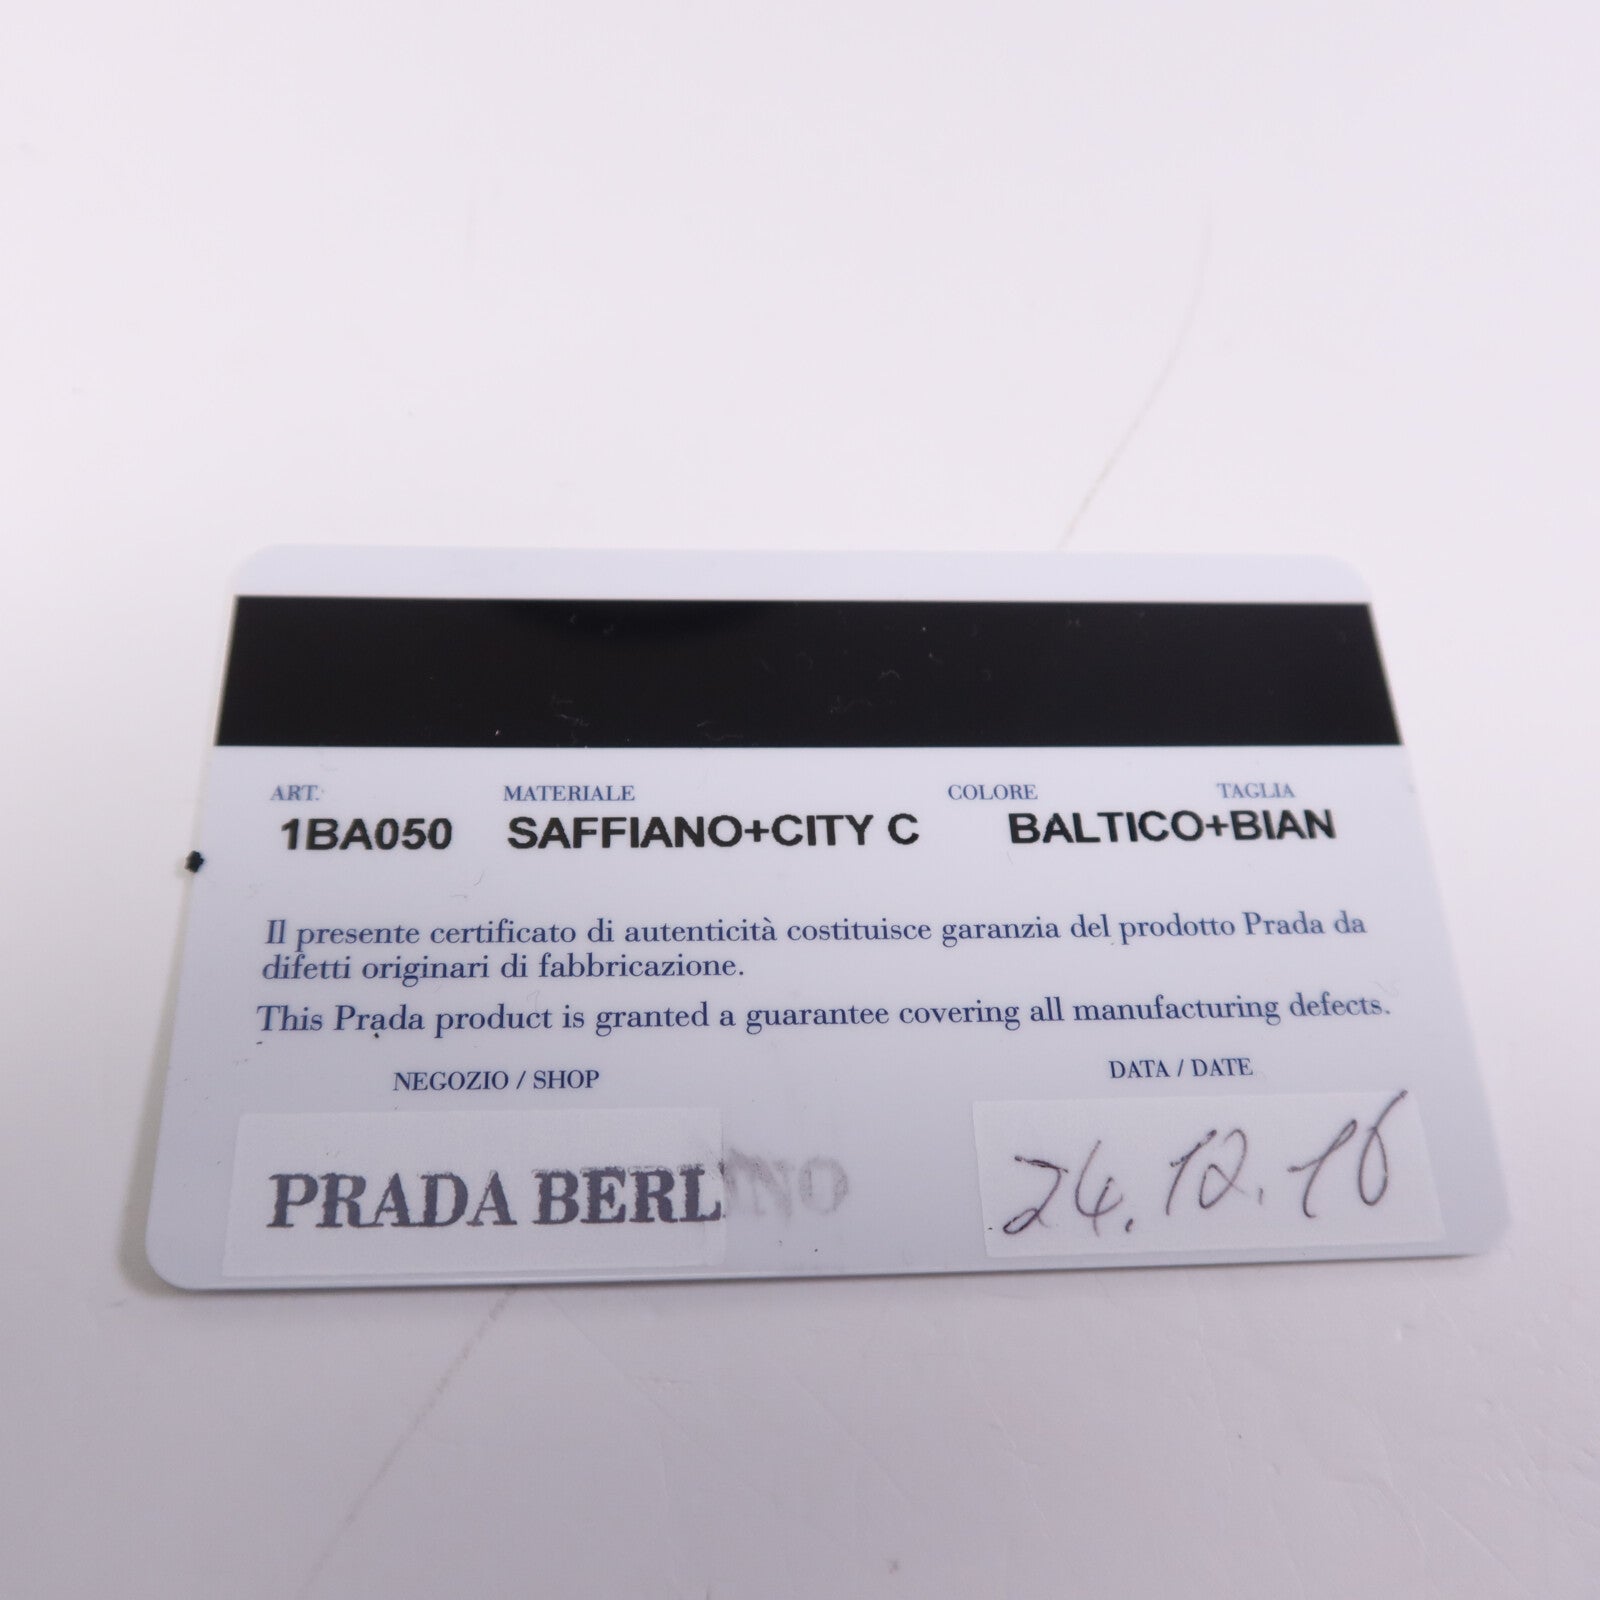 ART. MATERIALE COLORE TAGLIA
1BA050 SAFFIANO+CITY C BALTICO+BIAN
Il presente certificato di autenticità costituisce garanzia del prodotto Prada da
difetti originari di fabbricazione.
This Prada product is granted a guarantee covering all manufacturing defects.
NEGOZIO / SHOP DATA / DATE
PRADA BERLINO 24.12.16